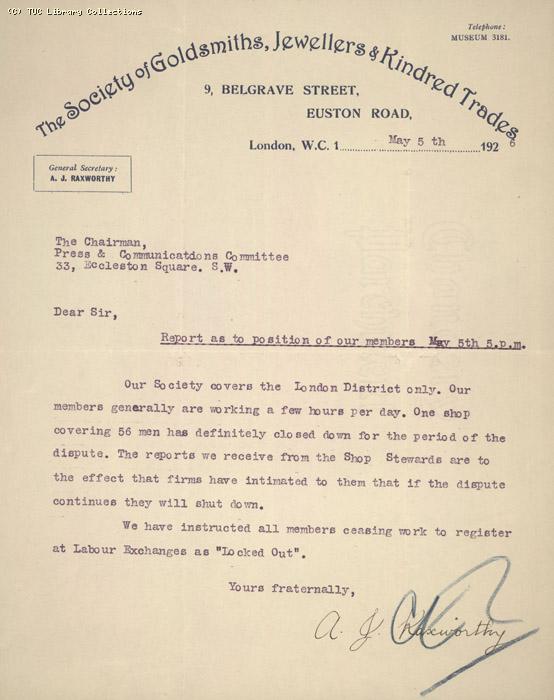 (C) TUC Library Collections
Telephone:
MUSEUM 3181.
The Society of Goldsmiths, Jewellers & Kindred Trades
9, BELGRAVE STREET,
EUSTON ROAD,
London, W.C. 1 May 5 th 1926
General Secretary:
A. J. RAXWORTHY
The Chairman,
Press & Communications Committee
33, Eccleston Square. S.W.
Dear Sir,
Report as to position of our members May 5th 5.p.m.
Our Society covers the London District only. Our
members generally are working a few hours per day. One shop
covering 56 men has definitely closed down for the period of the
dispute. The reports we receive from the Shop Stewards are to
the effect that firms have intimated to them that if the dispute
continues they will shut down.
We have instructed all members ceasing work to register
at Labour Exchanges as "Locked Out".
Yours fraternally,
A. J. Raxworthy